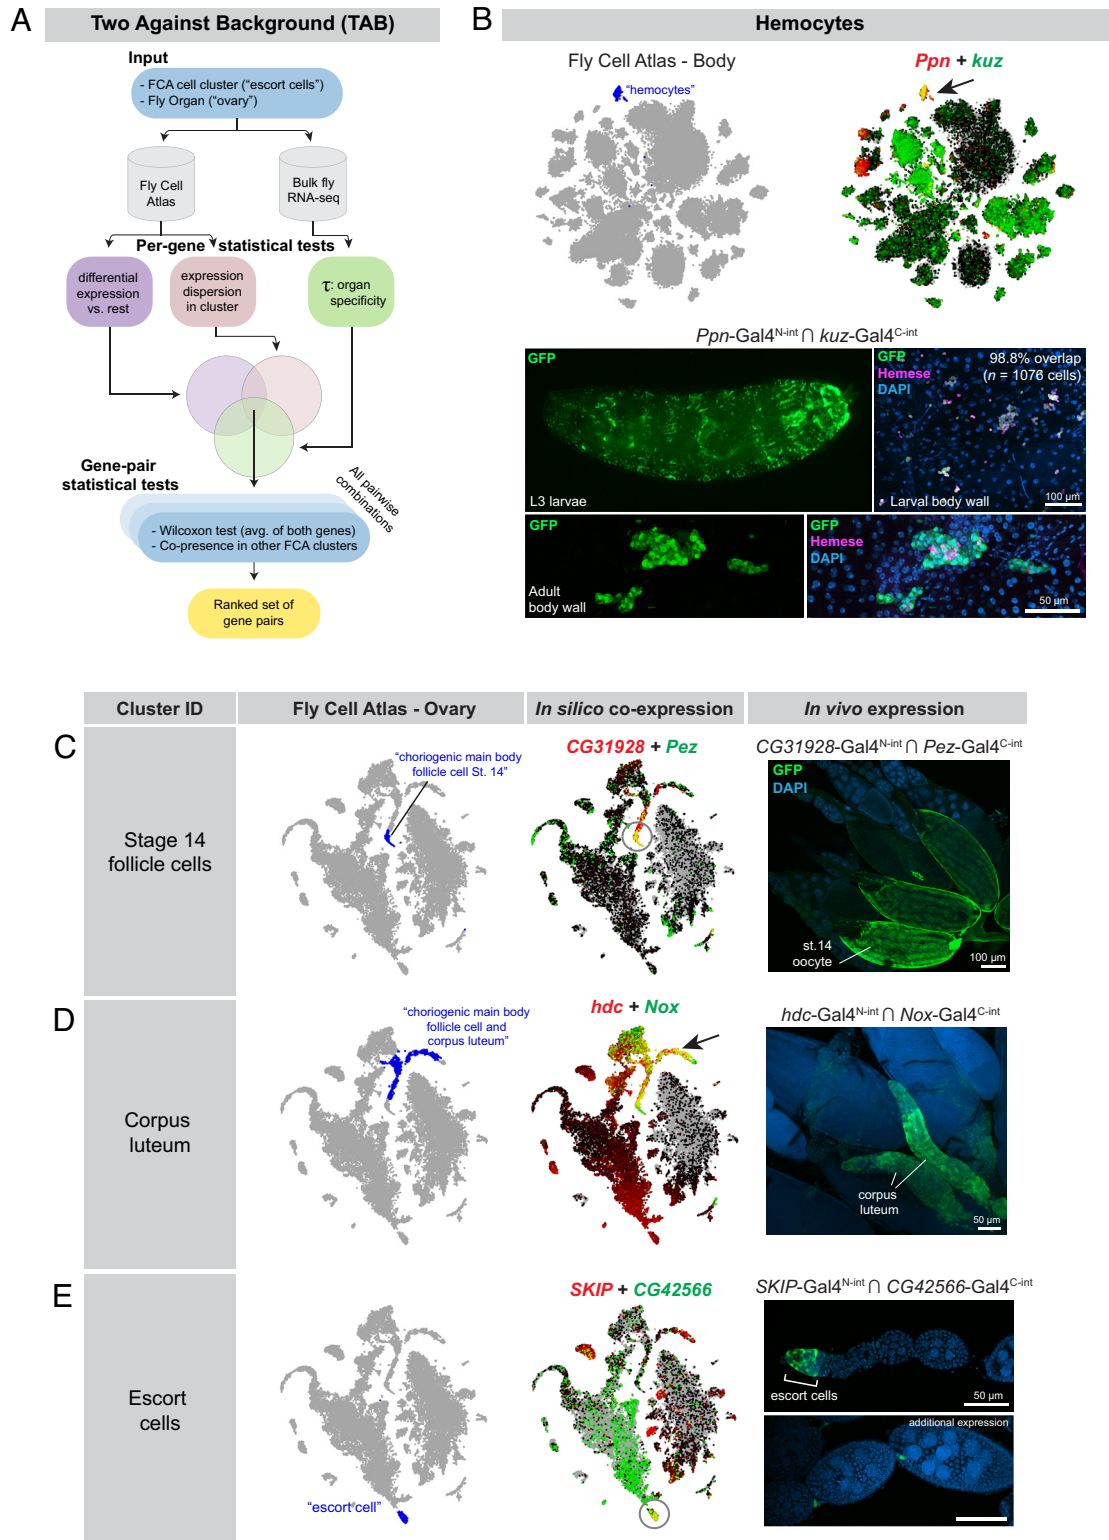 A
Two Against Background (TAB)
Input
- FCA cell cluster ("escort cells")
- Fly Organ ("ovary")
Fly Cell
Atlas
Bulk fly
RNA-seq
Per-gene statistical tests
differential
expression
vs. rest
expression
dispersion
in cluster
τ: organ
specificity
Gene-pair
statistical tests
All pairwise
combinations
- Wilcoxon test (avg. of both genes)
- Co-presence in other FCA clusters
Ranked set of
gene pairs
B
Hemocytes
Fly Cell Atlas - Body
"hemocytes"
Ppn + kuz
Ppn-Gal4N-int ∩ kuz-Gal4C-int
GFP
L3 larvae
GFP
Hemese
DAPI
98.8% overlap
(n = 1076 cells)
Larval body wall
100 µm
GFP
Adult
body wall
GFP
Hemese
DAPI
50 µm
Cluster ID
Fly Cell Atlas - Ovary
In silico co-expression
In vivo expression
C
Stage 14
follicle cells
"choriogenic main body
follicle cell St. 14"
CG31928 + Pez
CG31928-Gal4N-int ∩ Pez-Gal4C-int
GFP
DAPI
st.14
oocyte
100 µm
D
Corpus
luteum
"choriogenic main body
follicle cell and
corpus luteum"
hdc + Nox
hdc-Gal4N-int ∩ Nox-Gal4C-int
corpus
luteum
50 µm
E
Escort
cells
"escort cell"
SKIP + CG42566
SKIP-Gal4N-int ∩ CG42566-Gal4C-int
escort cells
50 µm
additional expression